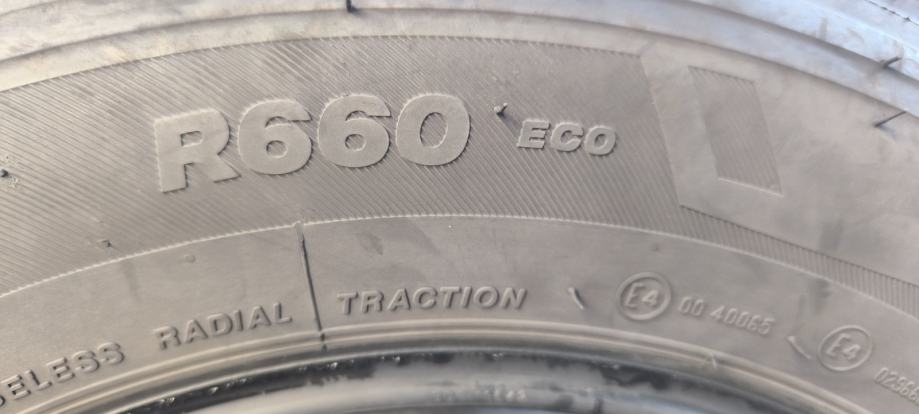 R660 ECO
RADIAL TRACTION E4 00 40065 E4